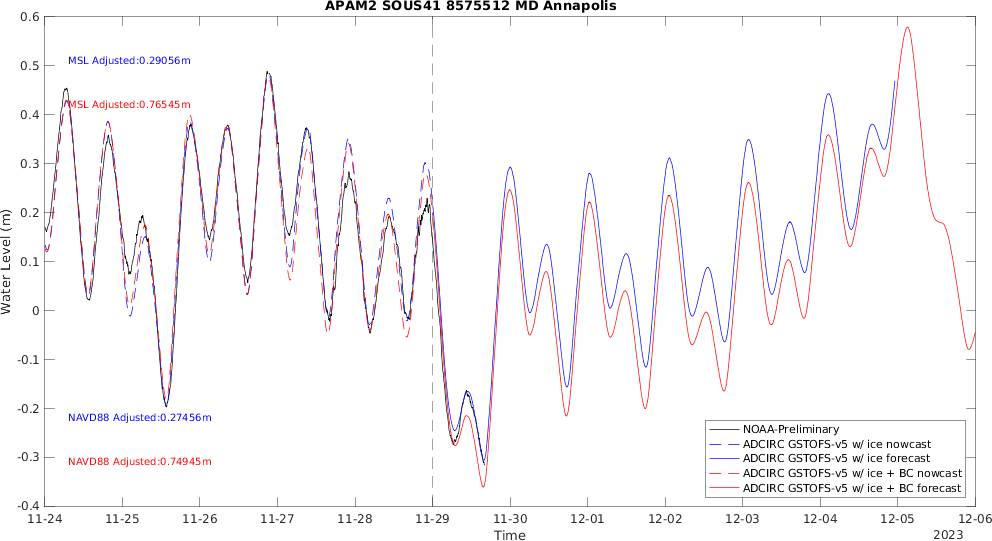 APAM2 SOUS41 8575512 MD Annapolis
0.6
0.5
0.4
0.3
0.2
0.1
0
-0.1
-0.2
-0.3
-0.4
Water Level (m)
MSL Adjusted:0.29056m
MSL Adjusted:0.76545m
NAVD88 Adjusted:0.27456m
NAVD88 Adjusted:0.74945m
NOAA-Preliminary
ADCIRC GSTOFS-v5 w/ ice nowcast
ADCIRC GSTOFS-v5 w/ ice forecast
ADCIRC GSTOFS-v5 w/ ice + BC nowcast
ADCIRC GSTOFS-v5 w/ ice + BC forecast
11-24 11-25 11-26 11-27 11-28 11-29 11-30 12-01 12-02 12-03 12-04 12-05 12-06
Time
2023